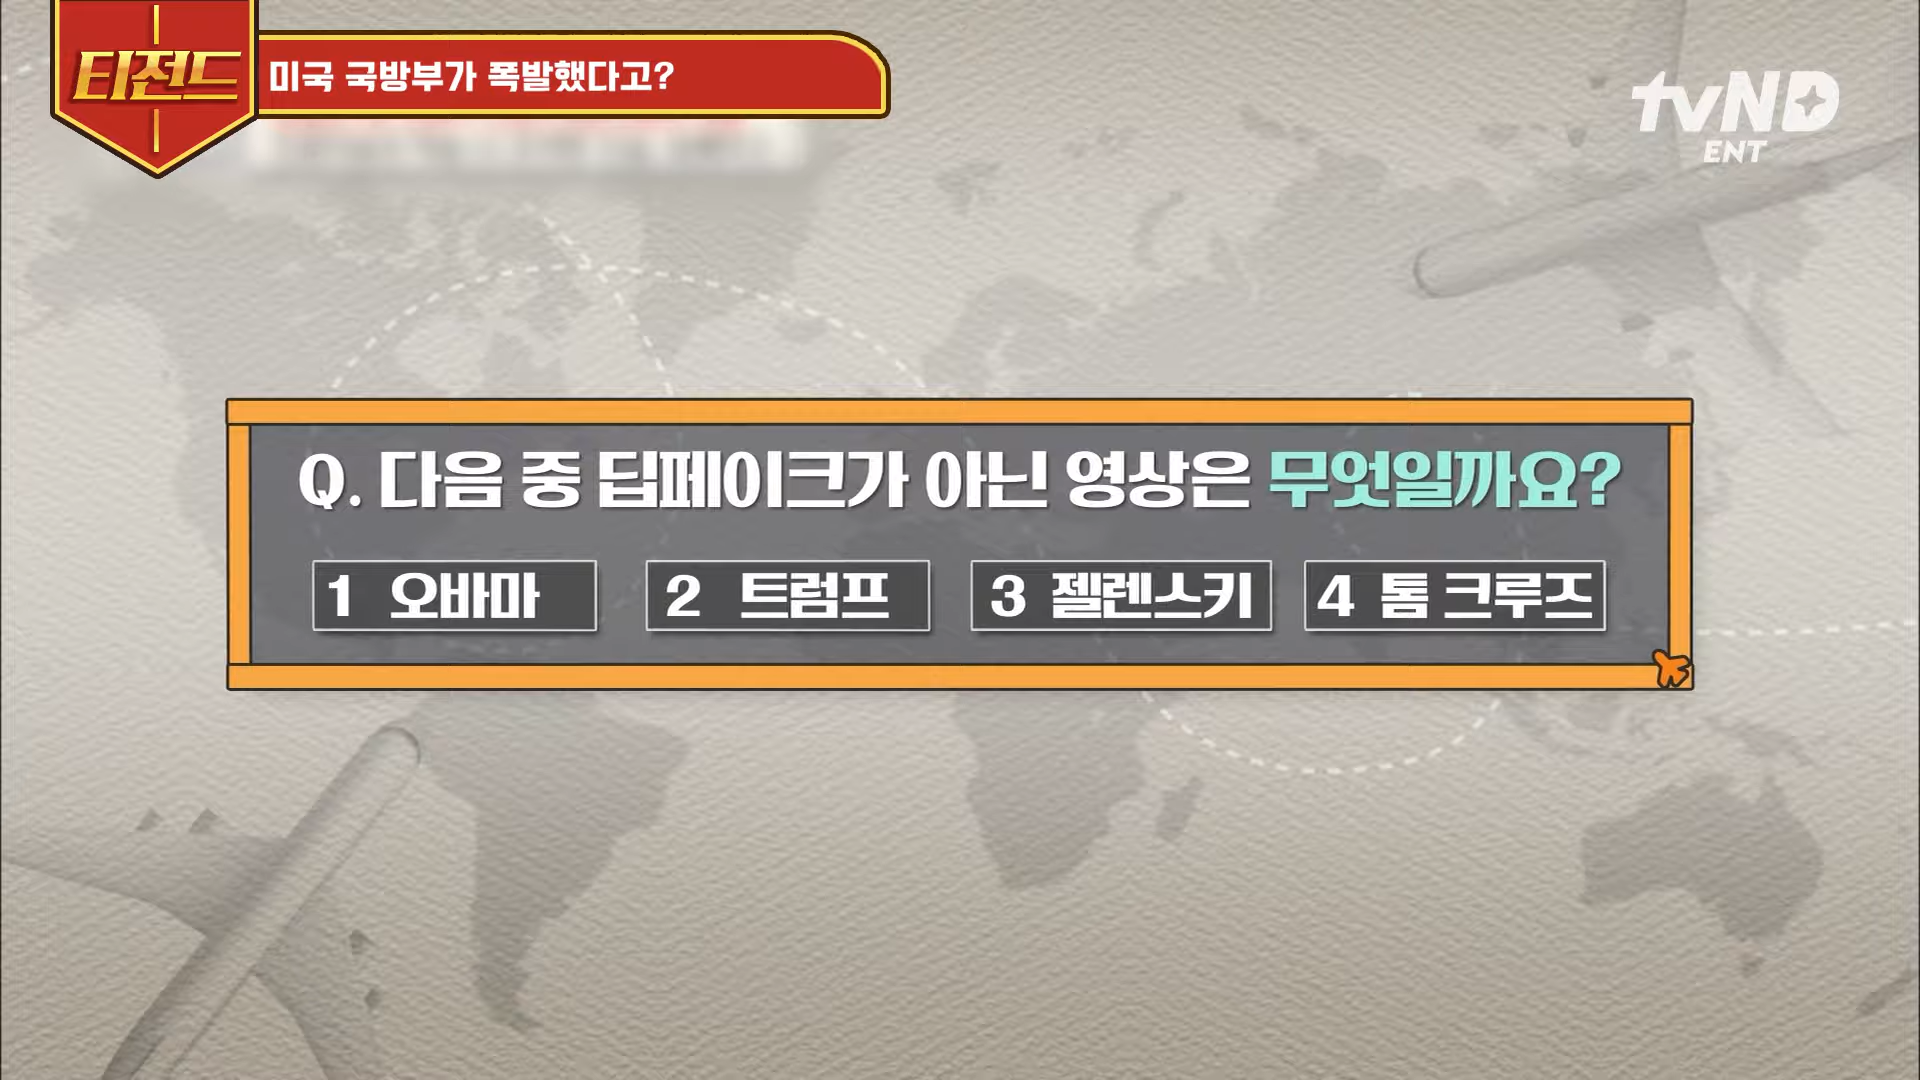 티전드
미국 국방부가 폭발했다고?
tvND
ENT
Q. 다음 중 딥페이크가 아닌 영상은 무엇일까요?
1 오바마
2 트럼프
3 젤렌스키
4 톰 크루즈